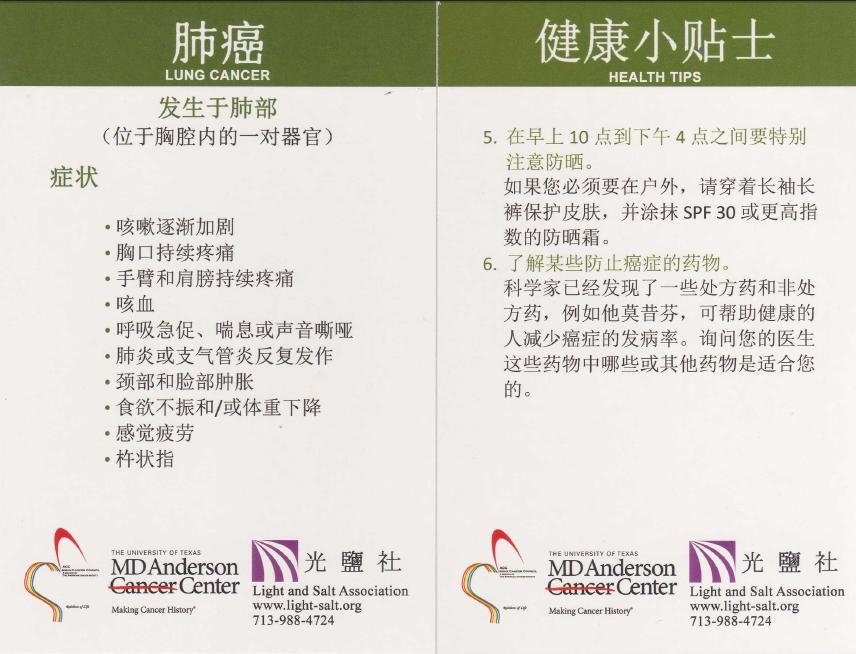 肺癌
LUNG CANCER
发生于肺部
（位于胸腔内的一对器官）
症状
• 咳嗽逐渐加剧
• 胸口持续疼痛
• 手臂和肩膀持续疼痛
• 咳血
• 呼吸急促、喘息或声音嘶哑
• 肺炎或支气管炎反复发作
• 颈部和脸部肿胀
• 食欲不振和/或体重下降
• 感觉疲劳
• 杵状指
THE UNIVERSITY OF TEXAS
MD Anderson
Cancer Center
Making Cancer History®
光鹽社
Light and Salt Association
www.light-salt.org
713-988-4724
健康小贴士
HEALTH TIPS
5. 在早上 10 点到下午 4 点之间要特别
注意防晒。
如果您必须要在户外，请穿着长袖长
裤保护皮肤，并涂抹 SPF 30 或更高指
数的防晒霜。
6. 了解某些防止癌症的药物。
科学家已经发现了一些处方药和非处
方药，例如他莫昔芬，可帮助健康的
人减少癌症的发病率。询问您的医生
这些药物中哪些或其他药物是适合您
的。
THE UNIVERSITY OF TEXAS
MD Anderson
Cancer Center
Making Cancer History®
光鹽社
Light and Salt Association
www.light-salt.org
713-988-4724